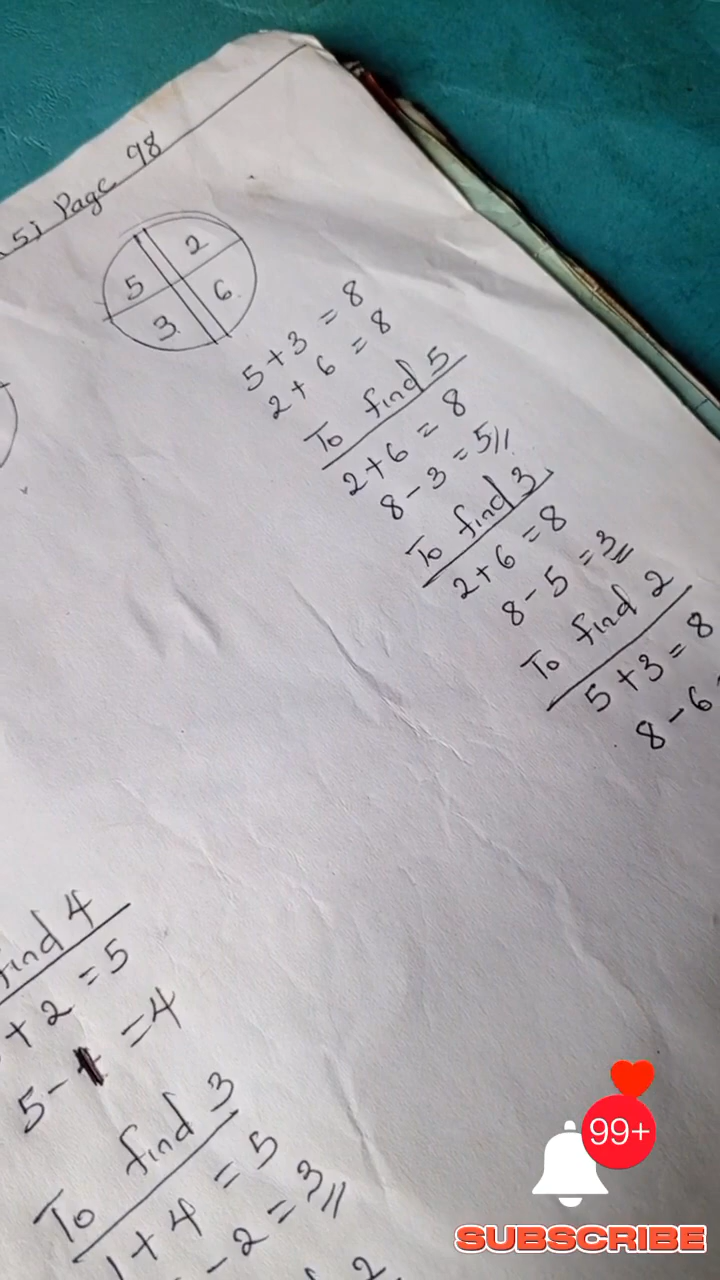 5j Page 98
5 2
3 6
5 + 3 = 8
2 + 6 = 8
To find 5
2 + 6 = 8
8 - 3 = 5//
To find 3
2 + 6 = 8
8 - 5 = 3//
To find 2
5 + 3 = 8
8 - 6
find 4
+ 2 = 5
5 - = 4
To find 3
1 + 4 = 5
- 2 = 3//
2
99+
SUBSCRIBE